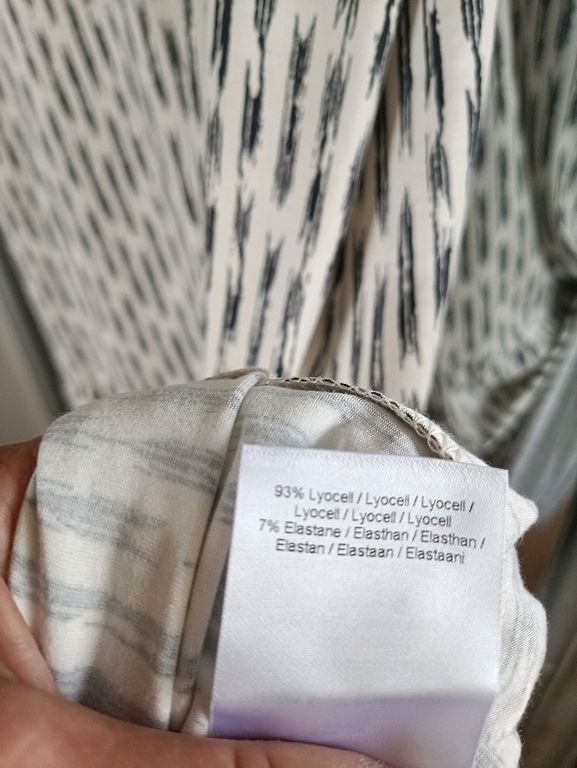 93% Lyocell / Lyocell / Lyocell /
Lyocell / Lyocell / Lyocell
7% Elastane / Elasthan / Elasthan /
Elastan / Elastaan / Elastaani